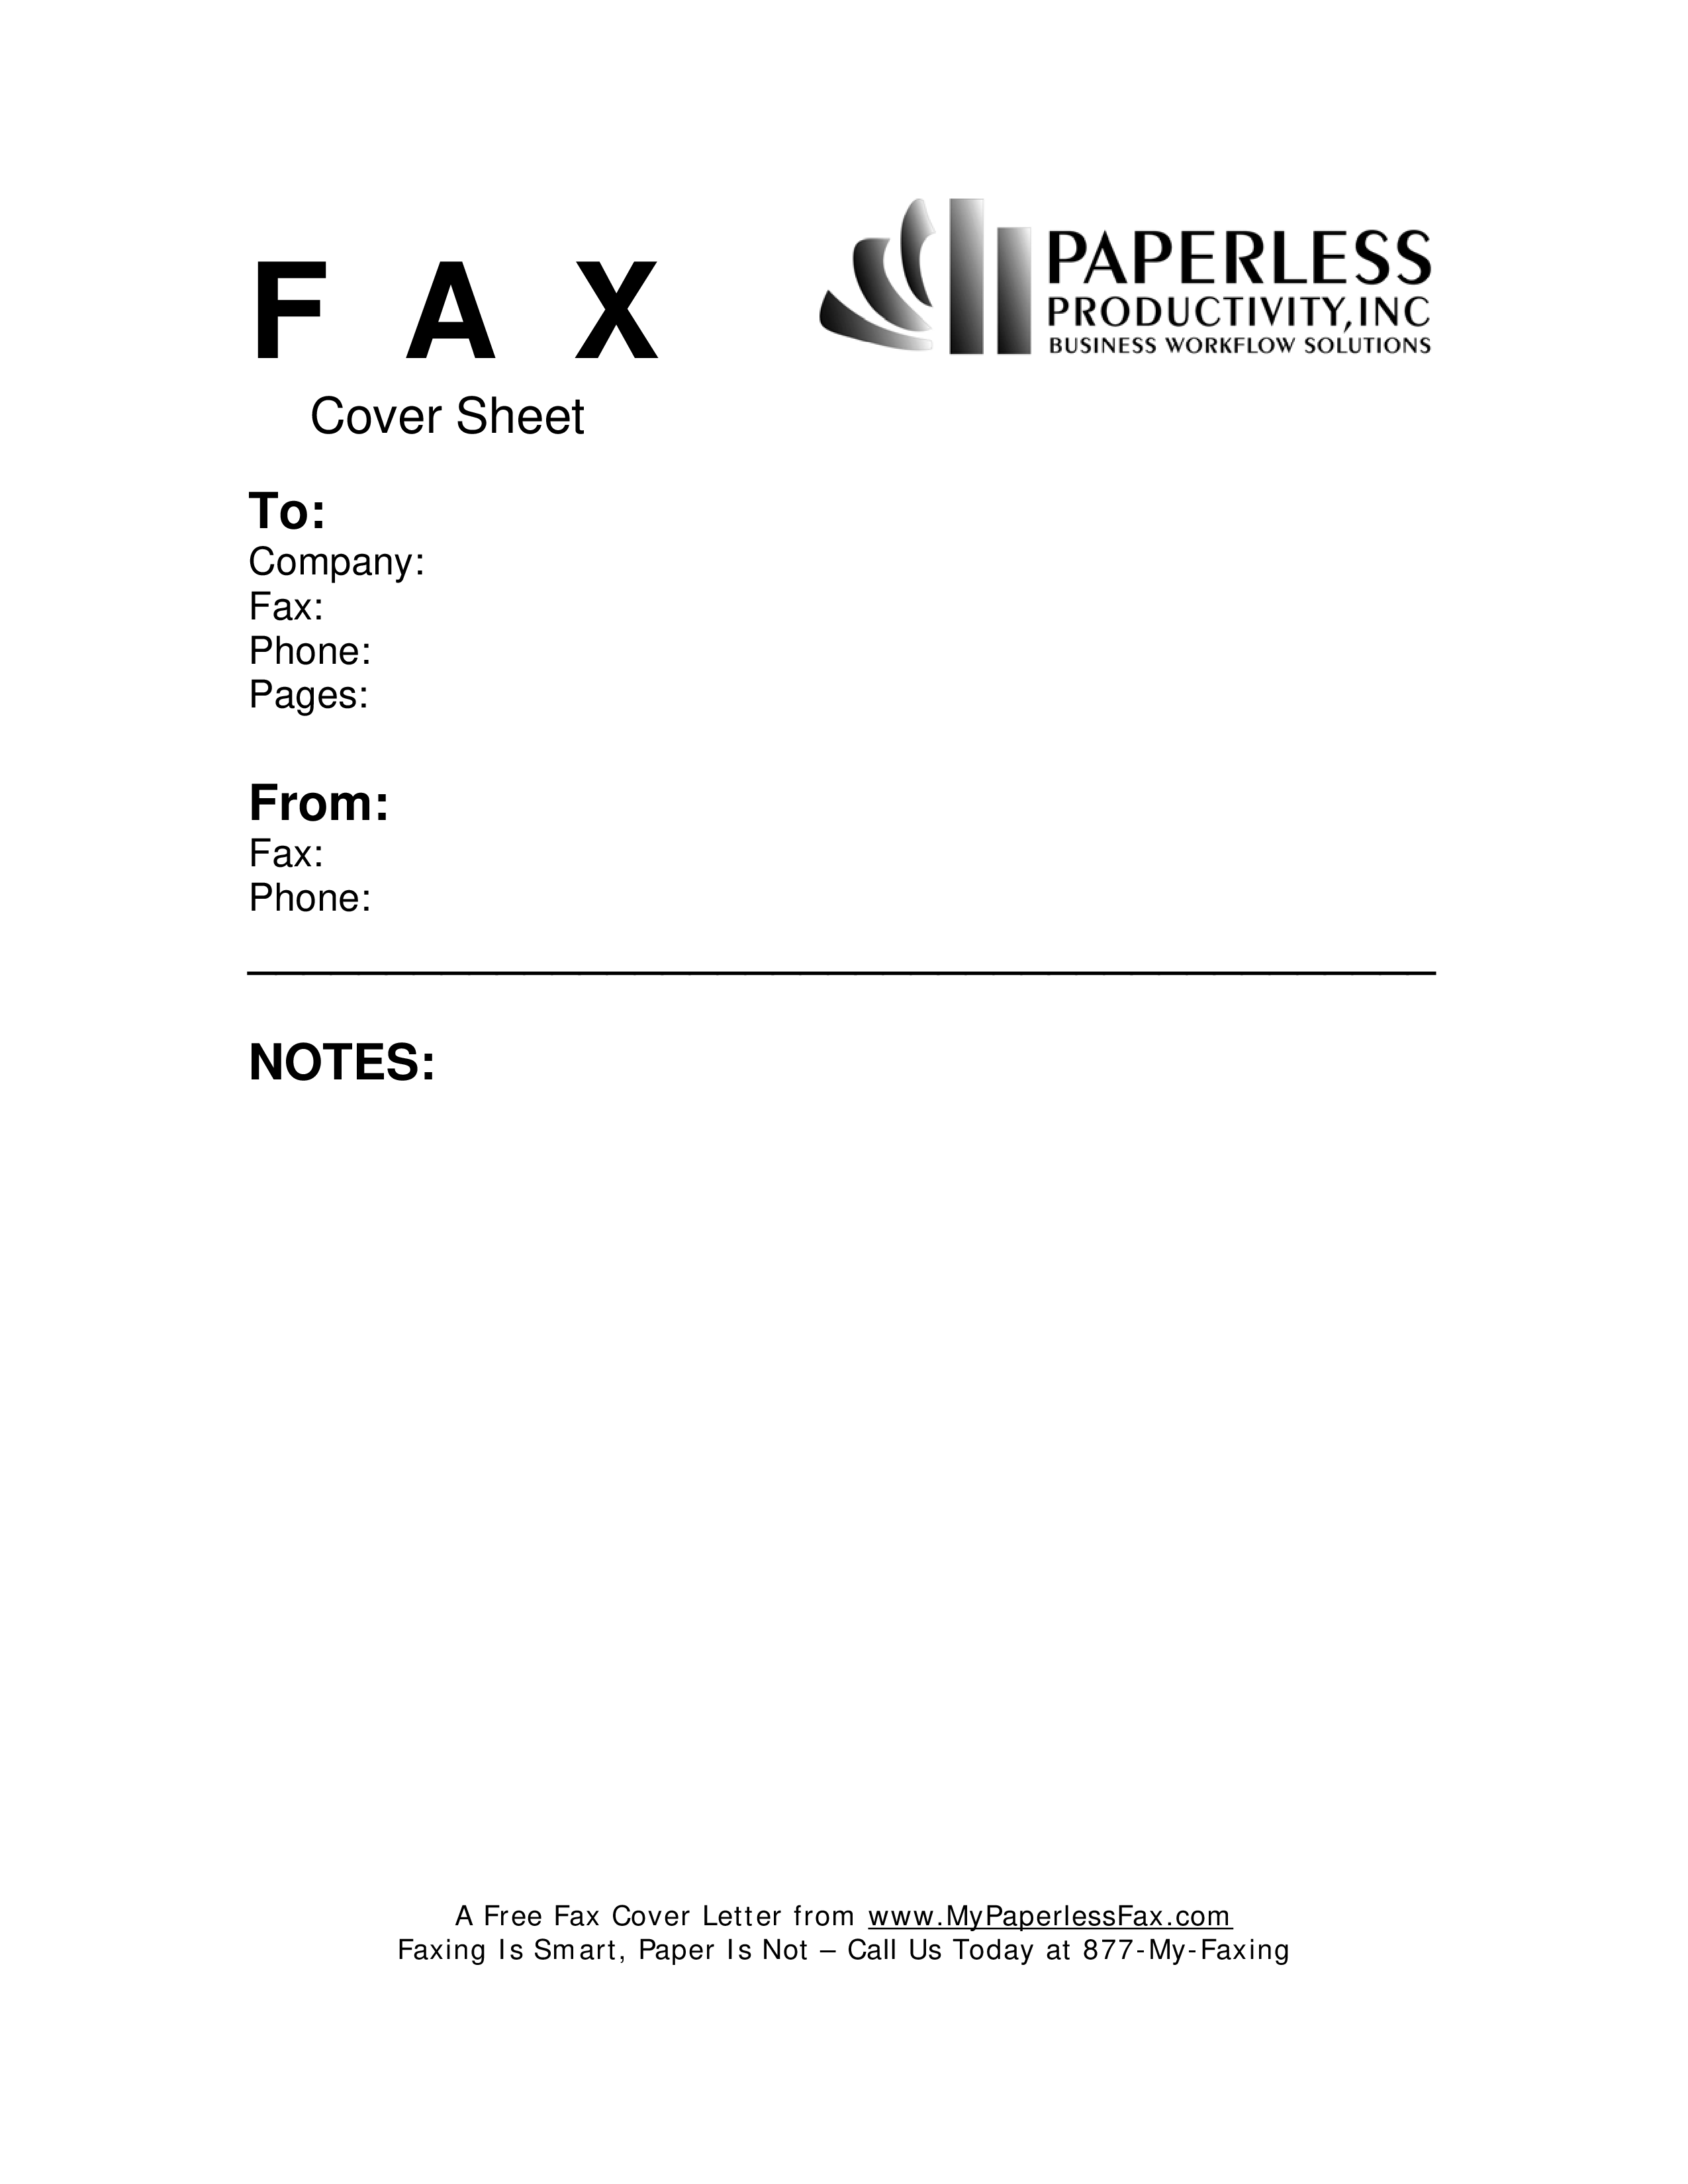 F A X
PAPERLESS
PRODUCTIVITY, INC
BUSINESS WORKFLOW SOLUTIONS
Cover Sheet
To:
Company:
Fax:
Phone:
Pages:
From:
Fax:
Phone:
NOTES:
A Free Fax Cover Letter from www.MyPaperlessFax.com
Faxing Is Smart, Paper Is Not – Call Us Today at 877-My-Faxing